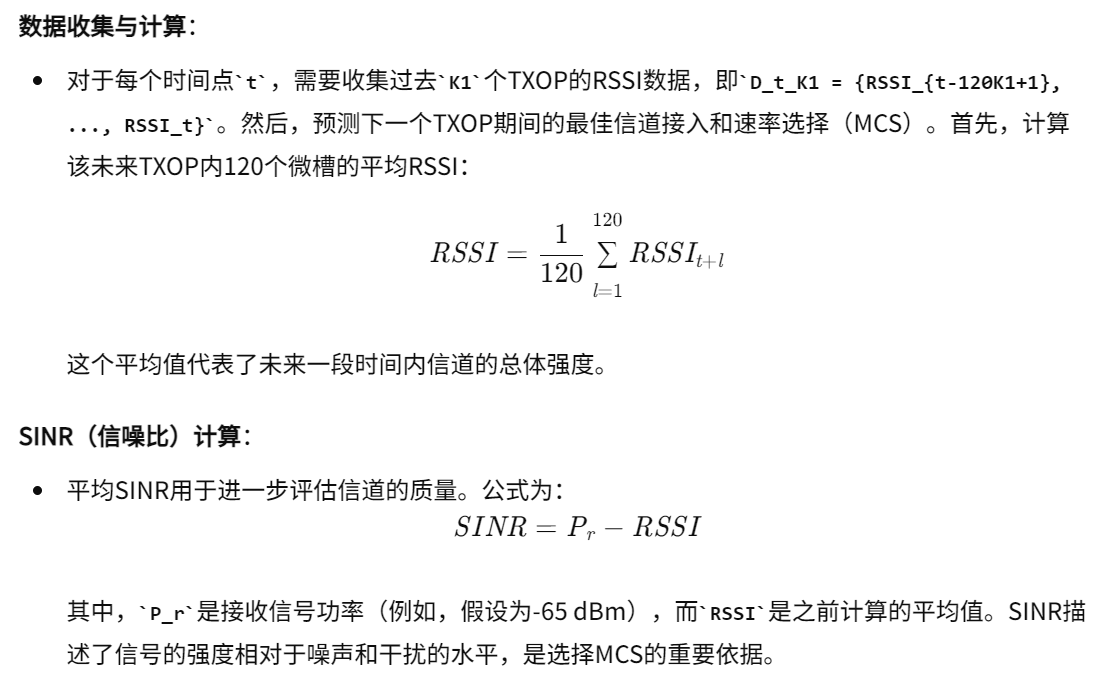 数据收集与计算：
• 对于每个时间点`t`，需要收集过去`K1`个TXOP的RSSI数据，即`D_t_K1 = {RSSI_{t-120K1+1},
..., RSSI_t}`。然后，预测下一个TXOP期间的最佳信道接入和速率选择（MCS）。首先，计算
该未来TXOP内120个微槽的平均RSSI：
RSSI = \frac{1}{120} \sum_{l=1}^{120} RSSI_{t+l}
这个平均值代表了未来一段时间内信道的总体强度。
SINR（信噪比）计算：
• 平均SINR用于进一步评估信道的质量。公式为：
SINR = P_r − RSSI
其中，`P_r`是接收信号功率（例如，假设为-65 dBm），而`RSSI`是之前计算的平均值。SINR描
述了信号的强度相对于噪声和干扰的水平，是选择MCS的重要依据。